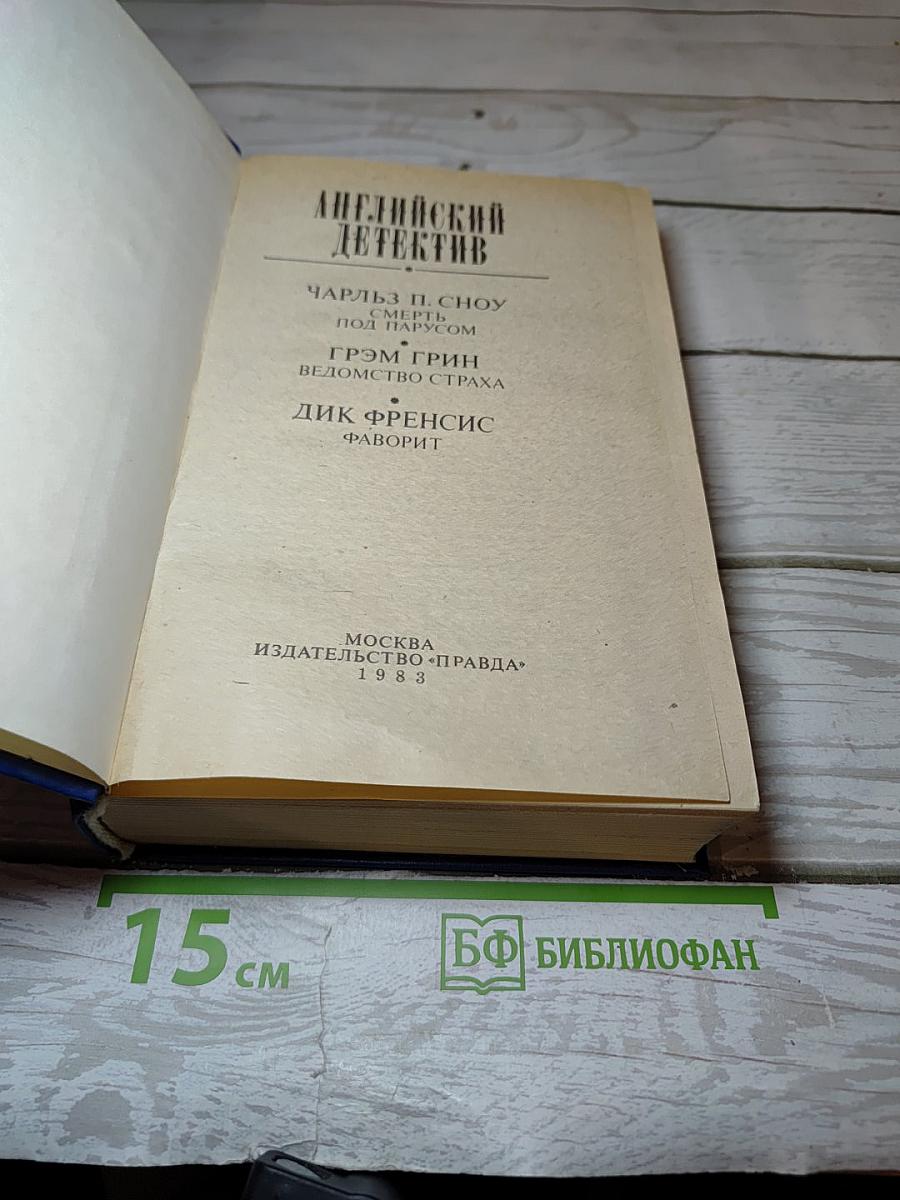 АНГЛИЙСКИЙ
ДЕТЕКТИВ
ЧАРЛЬЗ П. СНОУ
СМЕРТЬ
ПОД ПАРУСОМ
ГРЭМ ГРИН
ВЕДОМСТВО СТРАХА
ДИК ФРЕНСИС
ФАВОРИТ
МОСКВА
ИЗДАТЕЛЬСТВО «ПРАВДА»
1983
15 см
БФ БИБЛИОФАН